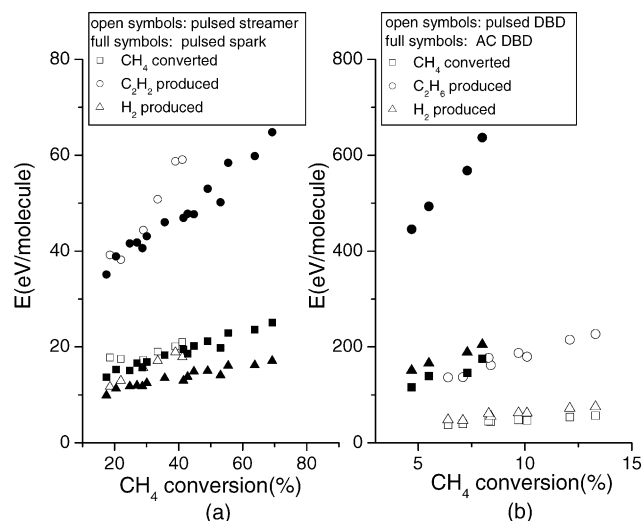 open symbols: pulsed streamer
full symbols: pulsed spark
CH₄ converted
C₂H₂ produced
H₂ produced
E(eV/molecule)
80
60
40
20
0
20 40 60 80
CH₄ conversion(%)
(a)
open symbols: pulsed DBD
full symbols: AC DBD
CH₄ converted
C₂H₆ produced
H₂ produced
E(eV/molecule)
800
600
400
200
0
5 10 15
CH₄ conversion(%)
(b)